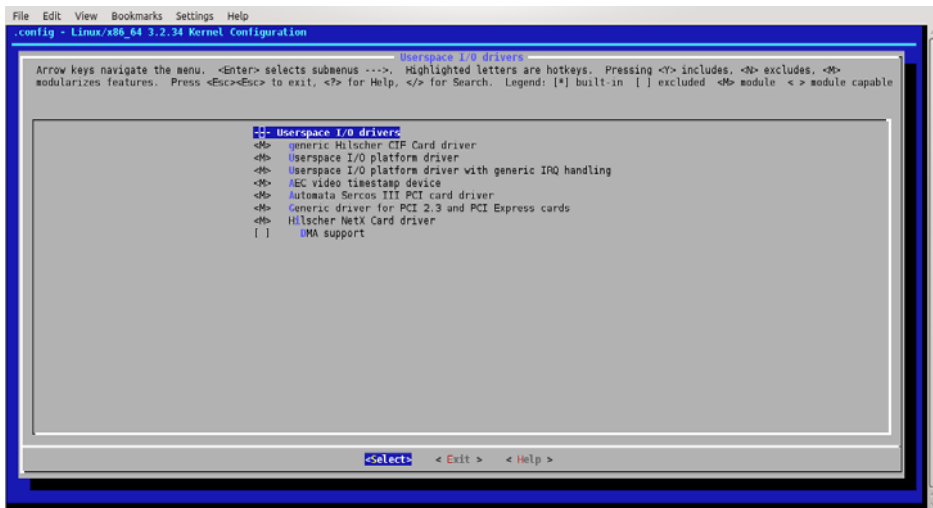 File Edit View Bookmarks Settings Help
.config - Linux/x86_64 3.2.34 Kernel Configuration
Userspace I/O drivers
Arrow keys navigate the menu. <Enter> selects submenus --->. Highlighted letters are hotkeys. Pressing <Y> includes, <N> excludes, <M>
modularizes features. Press <Esc><Esc> to exit, <?> for Help, </> for Search. Legend: [*] built-in [ ] excluded <M> module < > module capable
-|- Userspace I/O drivers
<M> generic Hilscher CIF Card driver
<M> Userspace I/O platform driver
<M> Userspace I/O platform driver with generic IRQ handling
<M> AEC video timestamp device
<M> Automata Sercos III PCI card driver
<M> Generic driver for PCI 2.3 and PCI Express cards
<M> Hilscher NetX Card driver
[ ] DMA support
<Select> < Exit > < Help >